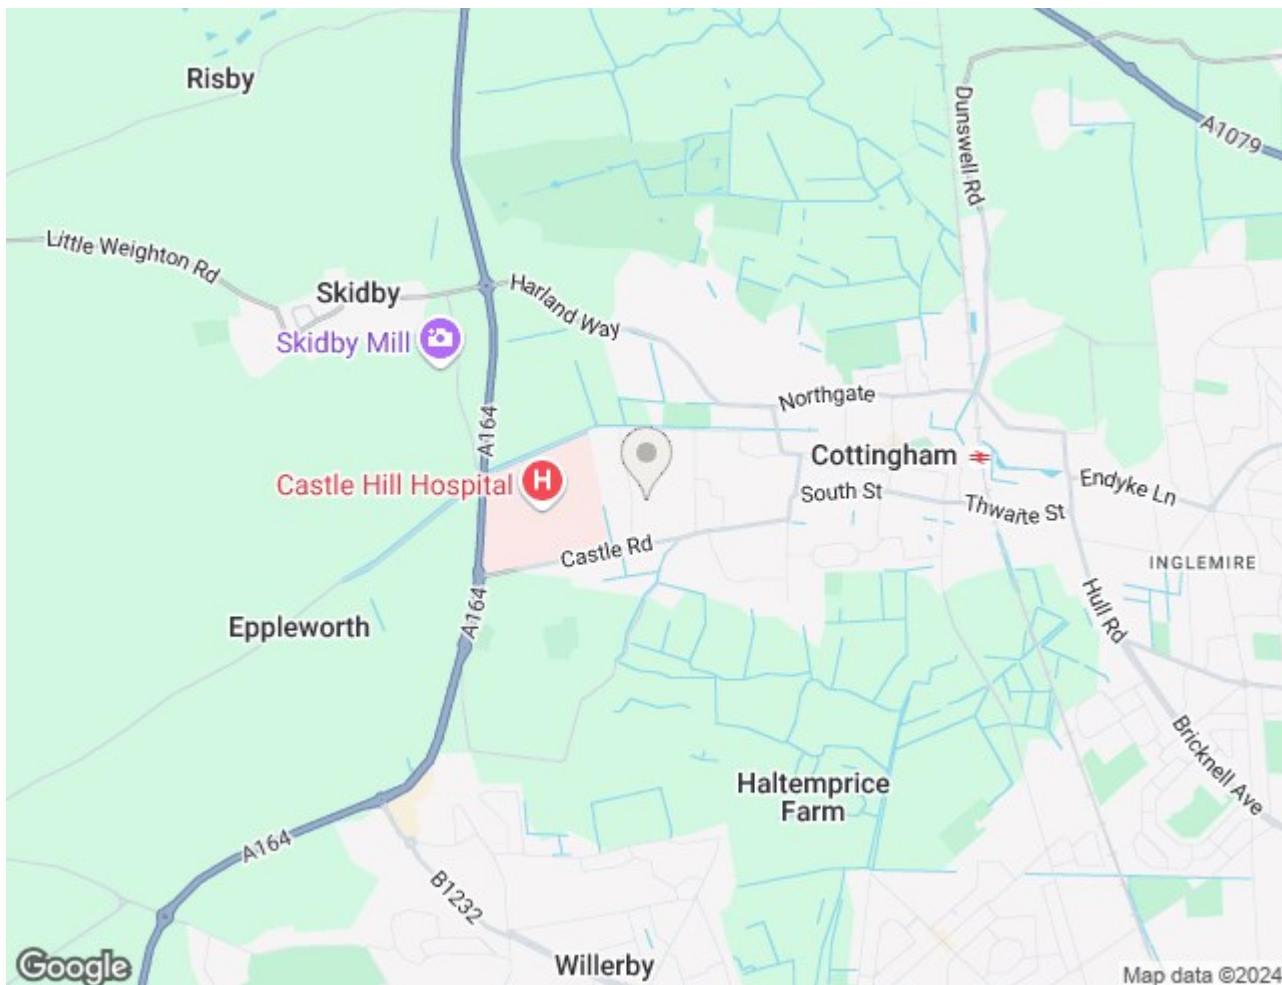 Risby
Dunswell Rd
A1079
Little Weighton Rd
Skidby
Harland Way
Skidby Mill
Northgate
A164
Cottingham
Castle Hill Hospital
H
South St
Endyke Ln
Thwaite St
Castle Rd
INGLEMIRE
A164
Eppleworth
Hull Rd
Bricknell Ave
Haltemprice
Farm
A164
B1232
Willerby
Google
Map data ©2024